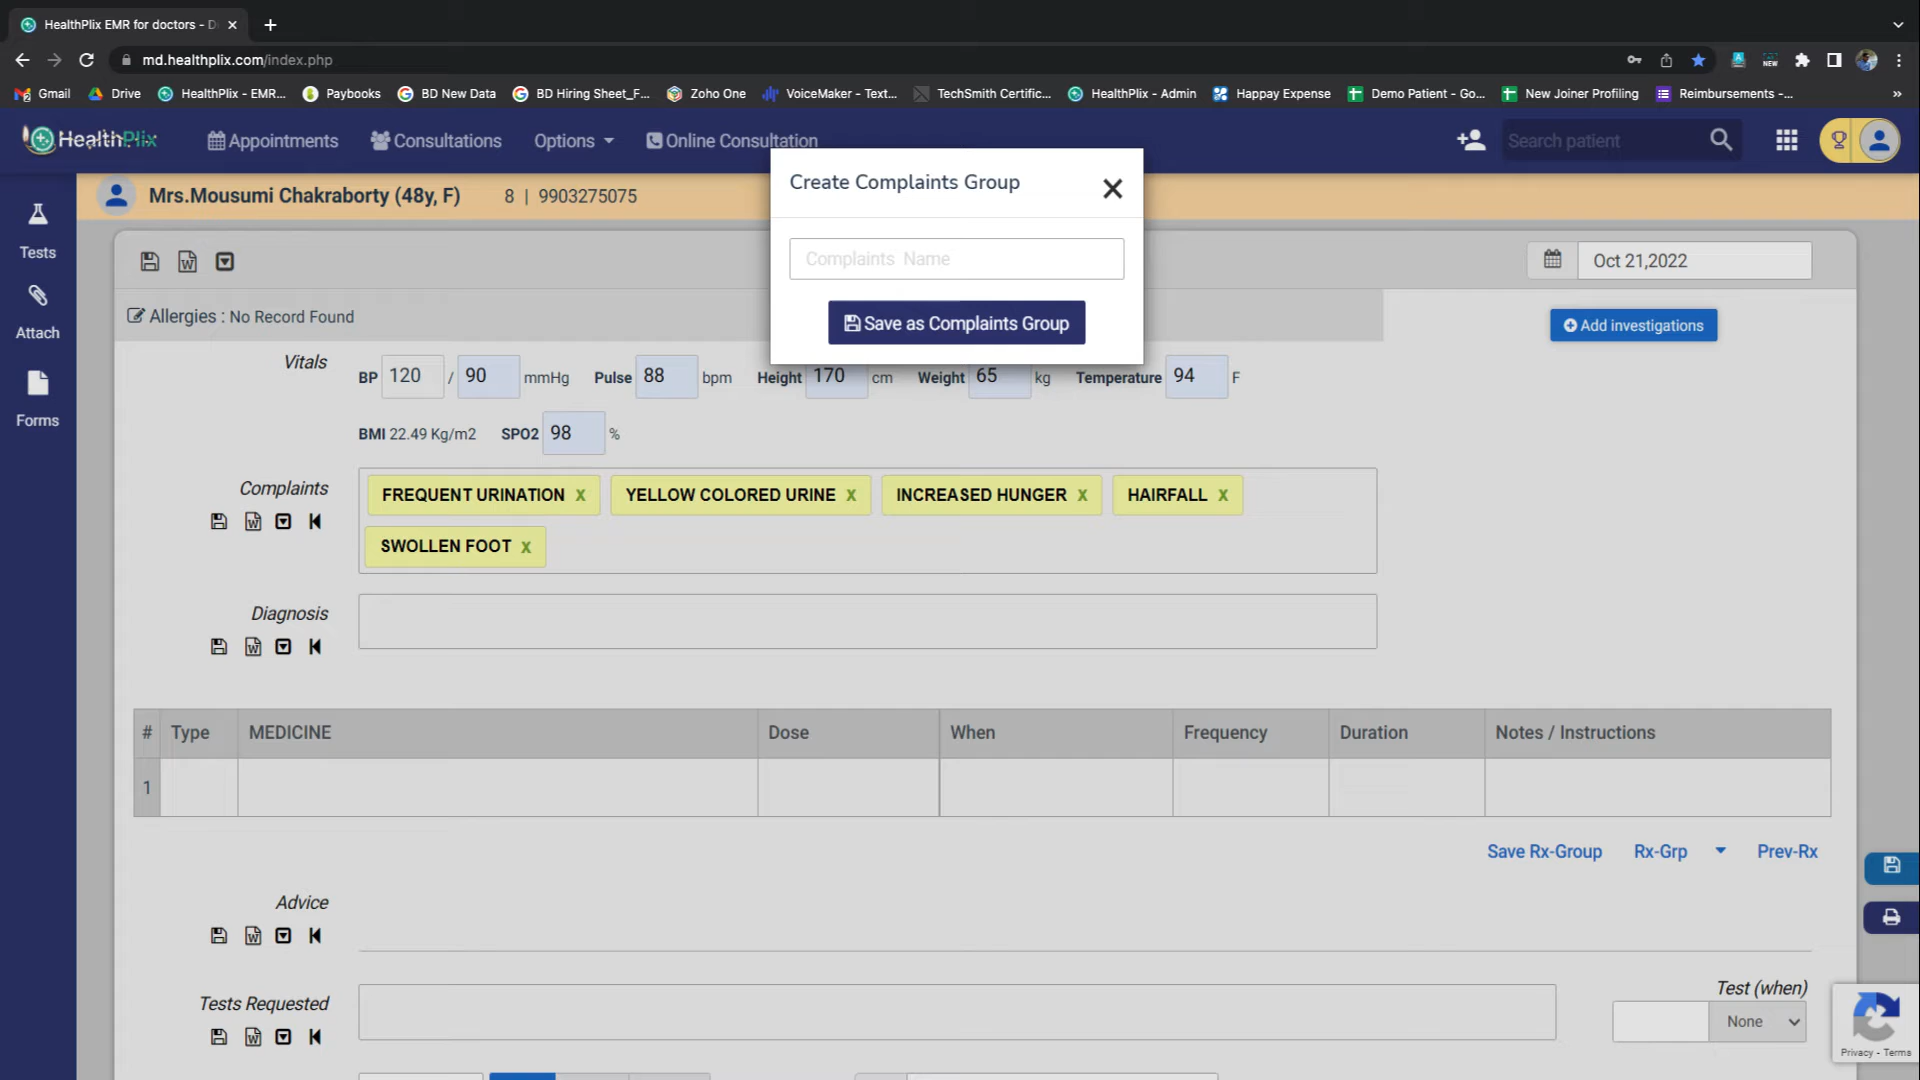 HealthPlix EMR for doctors - D
md.healthplix.com/index.php
Gmail
Drive
HealthPlix - EMR...
Paybooks
BD New Data
BD Hiring Sheet_F...
Zoho One
VoiceMaker - Text...
TechSmith Certific...
HealthPlix - Admin
Happay Expense
Demo Patient - Go...
New Joiner Profiling
Reimbursements -...
HealthPlix
Appointments
Consultations
Options
Online Consultation
Search patient
Tests
Attach
Forms
Mrs.Mousumi Chakraborty (48y, F) 8 | 9903275075
Create Complaints Group
Complaints Name
Save as Complaints Group
Oct 21,2022
Allergies : No Record Found
Add investigations
Vitals
BP 120 / 90 mmHg Pulse 88 bpm Height 170 cm Weight 65 kg Temperature 94 F
BMI 22.49 Kg/m2 SPO2 98 %
Complaints
FREQUENT URINATION x YELLOW COLORED URINE x INCREASED HUNGER x HAIRFALL x
SWOLLEN FOOT x
Diagnosis
# Type MEDICINE Dose When Frequency Duration Notes / Instructions
1
Save Rx-Group Rx-Grp Prev-Rx
Advice
Tests Requested
Test (when)
None
Privacy - Terms